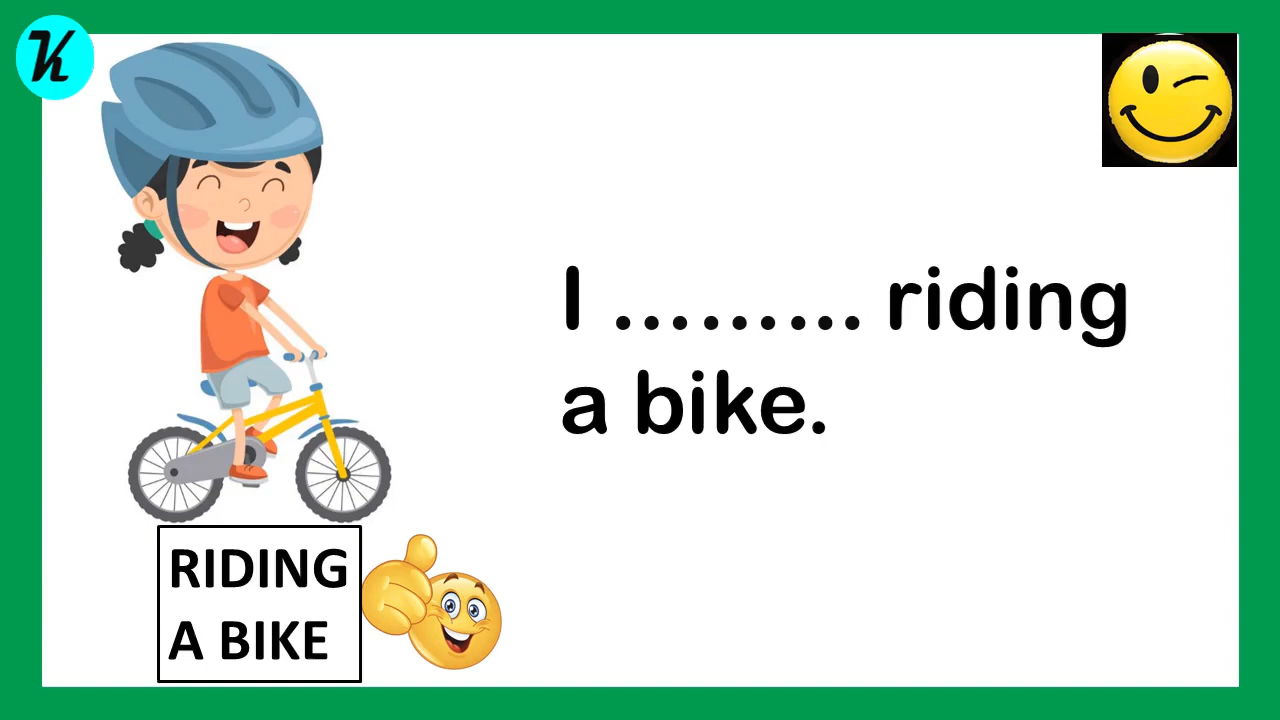 K
I ......... riding
a bike.
RIDING
A BIKE